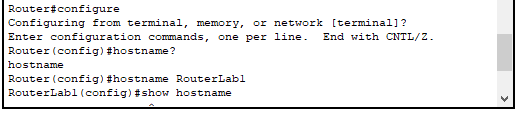 Router#configure
Configuring from terminal, memory, or network [terminal]?
Enter configuration commands, one per line.  End with CNTL/Z.
Router(config)#hostname?
hostname
Router(config)#hostname RouterLab1
RouterLab1(config)#show hostname
^